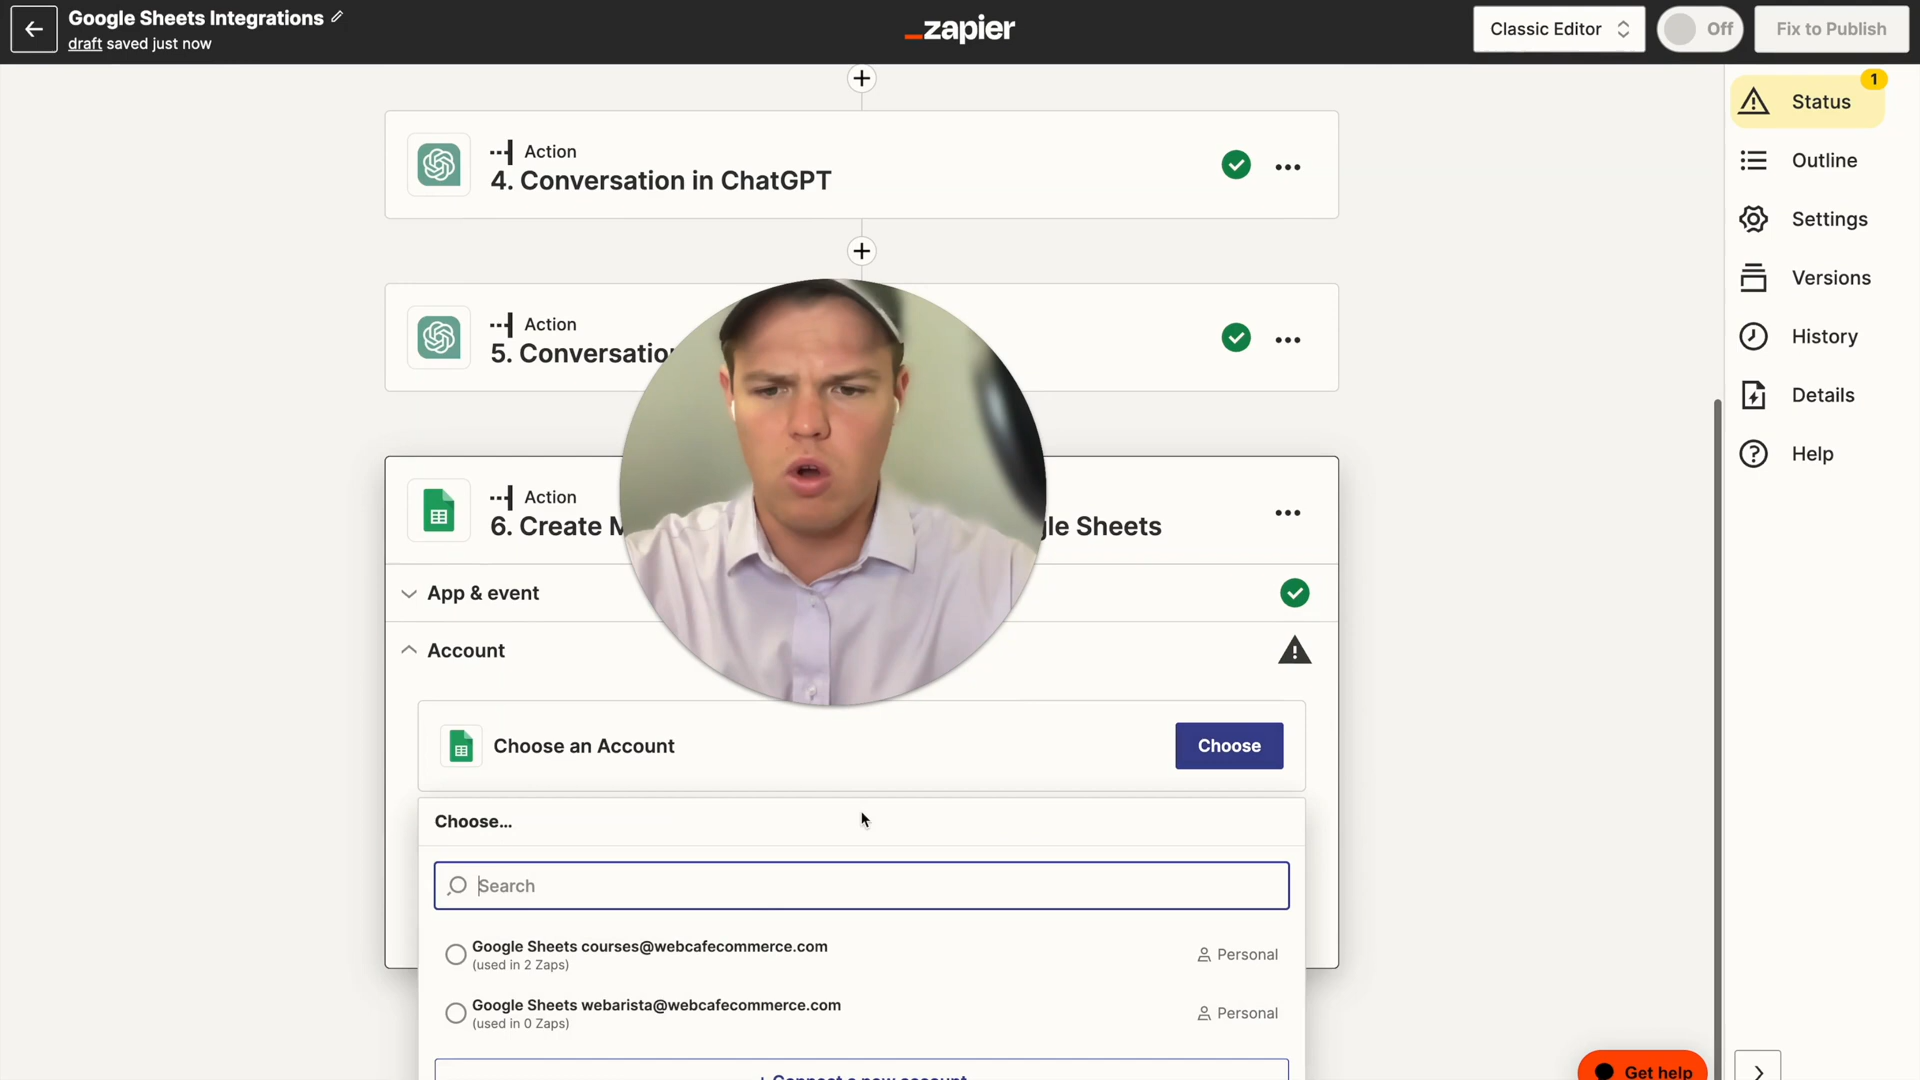 Google Sheets Integrations
draft saved just now
zapier
Classic Editor
Off
Fix to Publish
1
Status
Outline
Settings
Versions
History
Details
Help
Action
4. Conversation in ChatGPT
Action
5. Conversation
Action
6. Create M
le Sheets
App & event
Account
Choose an Account
Choose
Choose...
Search
Google Sheets courses@webcafecommerce.com
(used in 2 Zaps)
Personal
Google Sheets webarista@webcafecommerce.com
(used in 0 Zaps)
Personal
+ Connect a new account
Get help